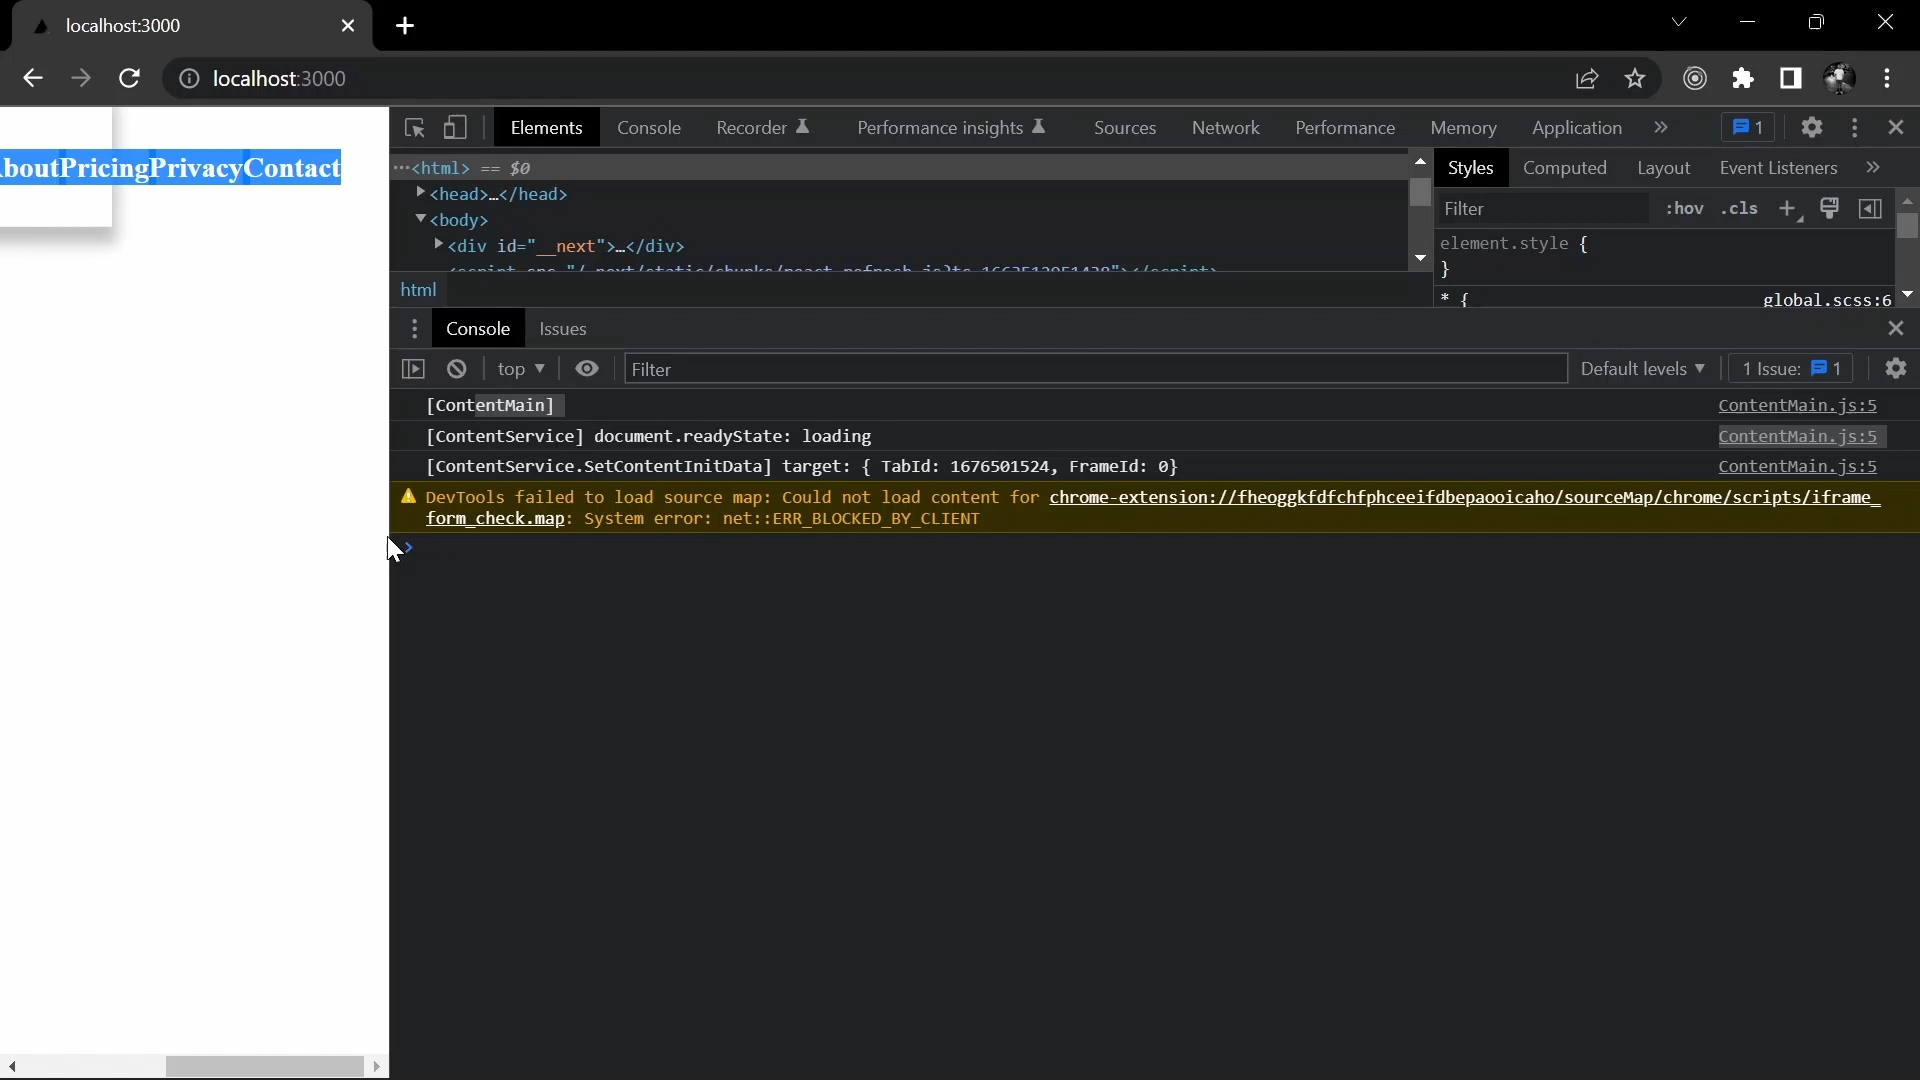 localhost:3000
localhost:3000
Elements Console Recorder Performance insights Sources Network Performance Memory Application » 1
boutPricingPrivacyContact
…<html> == $0
<head>…</head>
<body>
<div id="__next">…</div>
html
Styles Computed Layout Event Listeners »
Filter :hov .cls +
element.style {
}
* { global.scss:6
Console Issues
top ▼ Filter Default levels ▼ 1 Issue: 1
[ContentMain] ContentMain.js:5
[ContentService] document.readyState: loading ContentMain.js:5
[ContentService.SetContentInitData] target: { TabId: 1676501524, FrameId: 0} ContentMain.js:5
DevTools failed to load source map: Could not load content for chrome-extension://fheoggkfdfchfphceeifdbepaooicaho/sourceMap/chrome/scripts/iframe_
form_check.map: System error: net::ERR_BLOCKED_BY_CLIENT
>